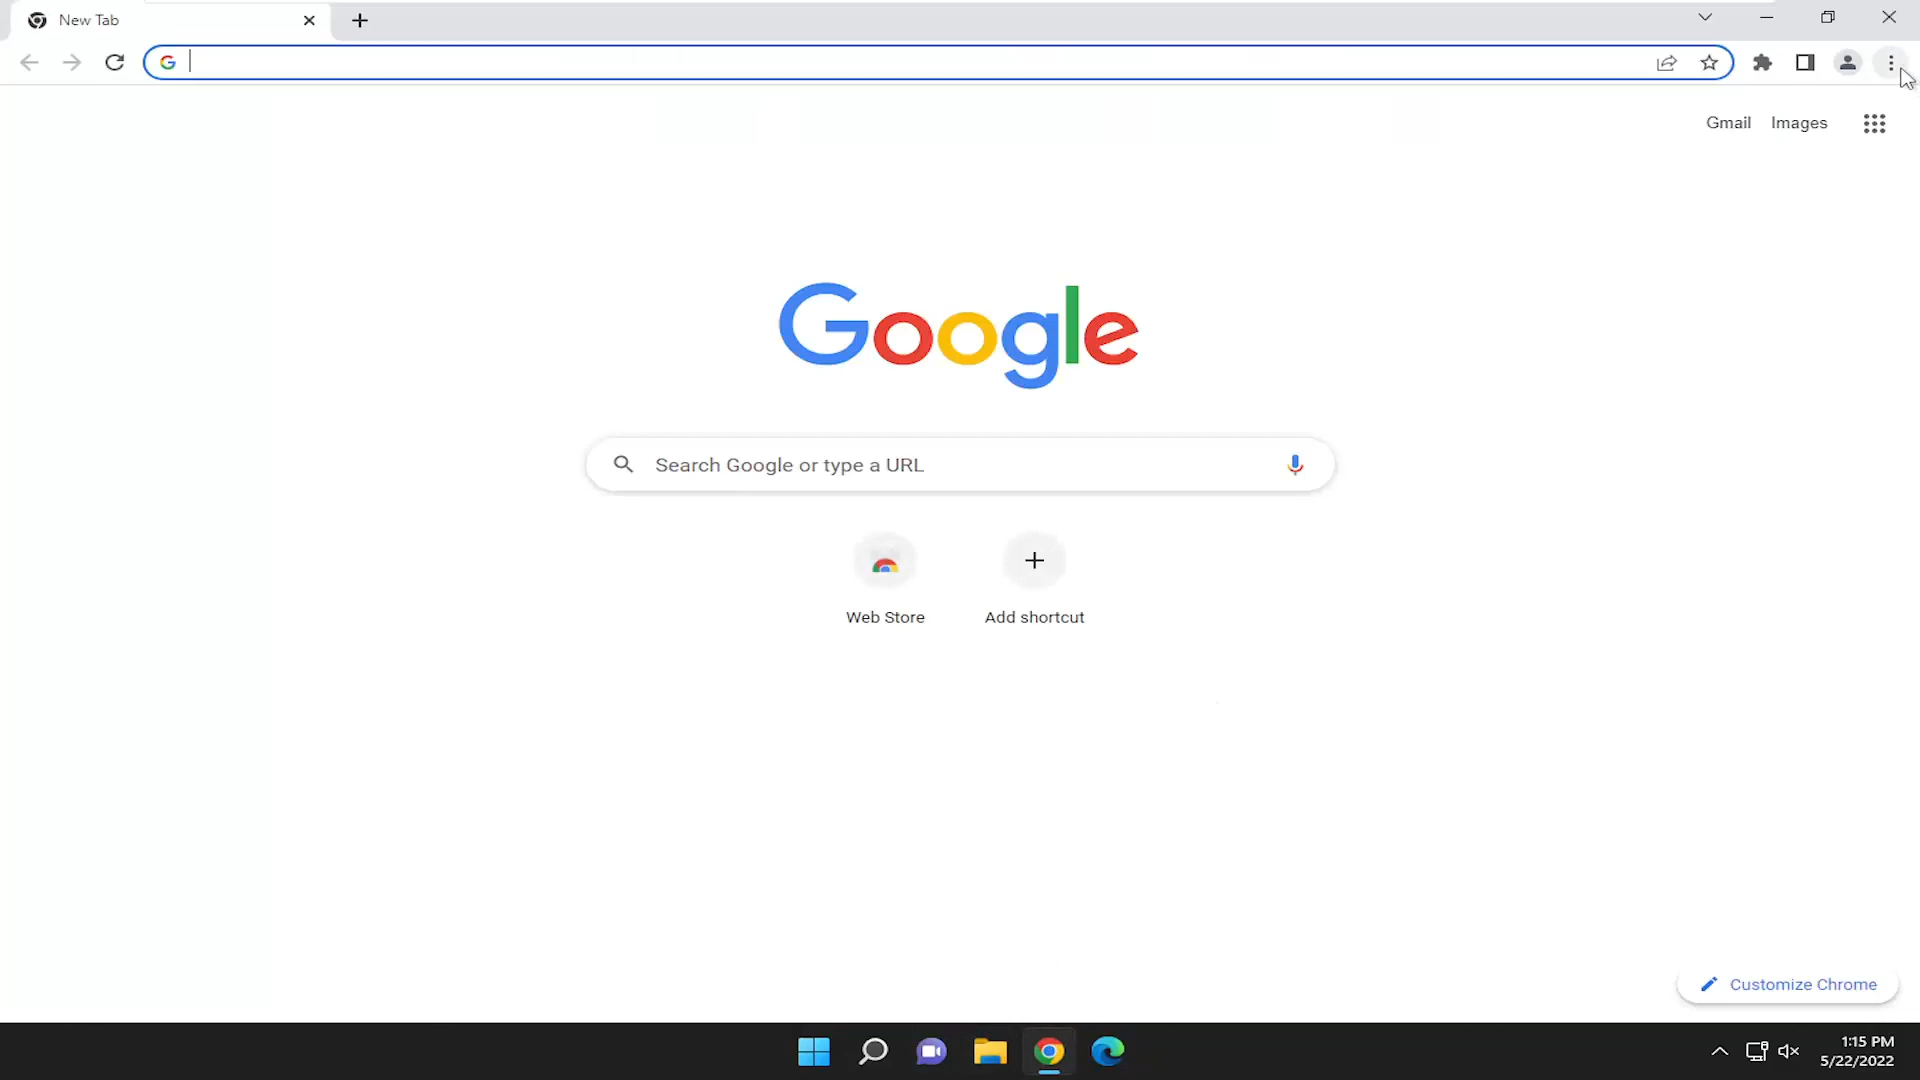 New Tab
Gmail Images
Google
Search Google or type a URL
Web Store
Add shortcut
Customize Chrome
1:15 PM
5/22/2022